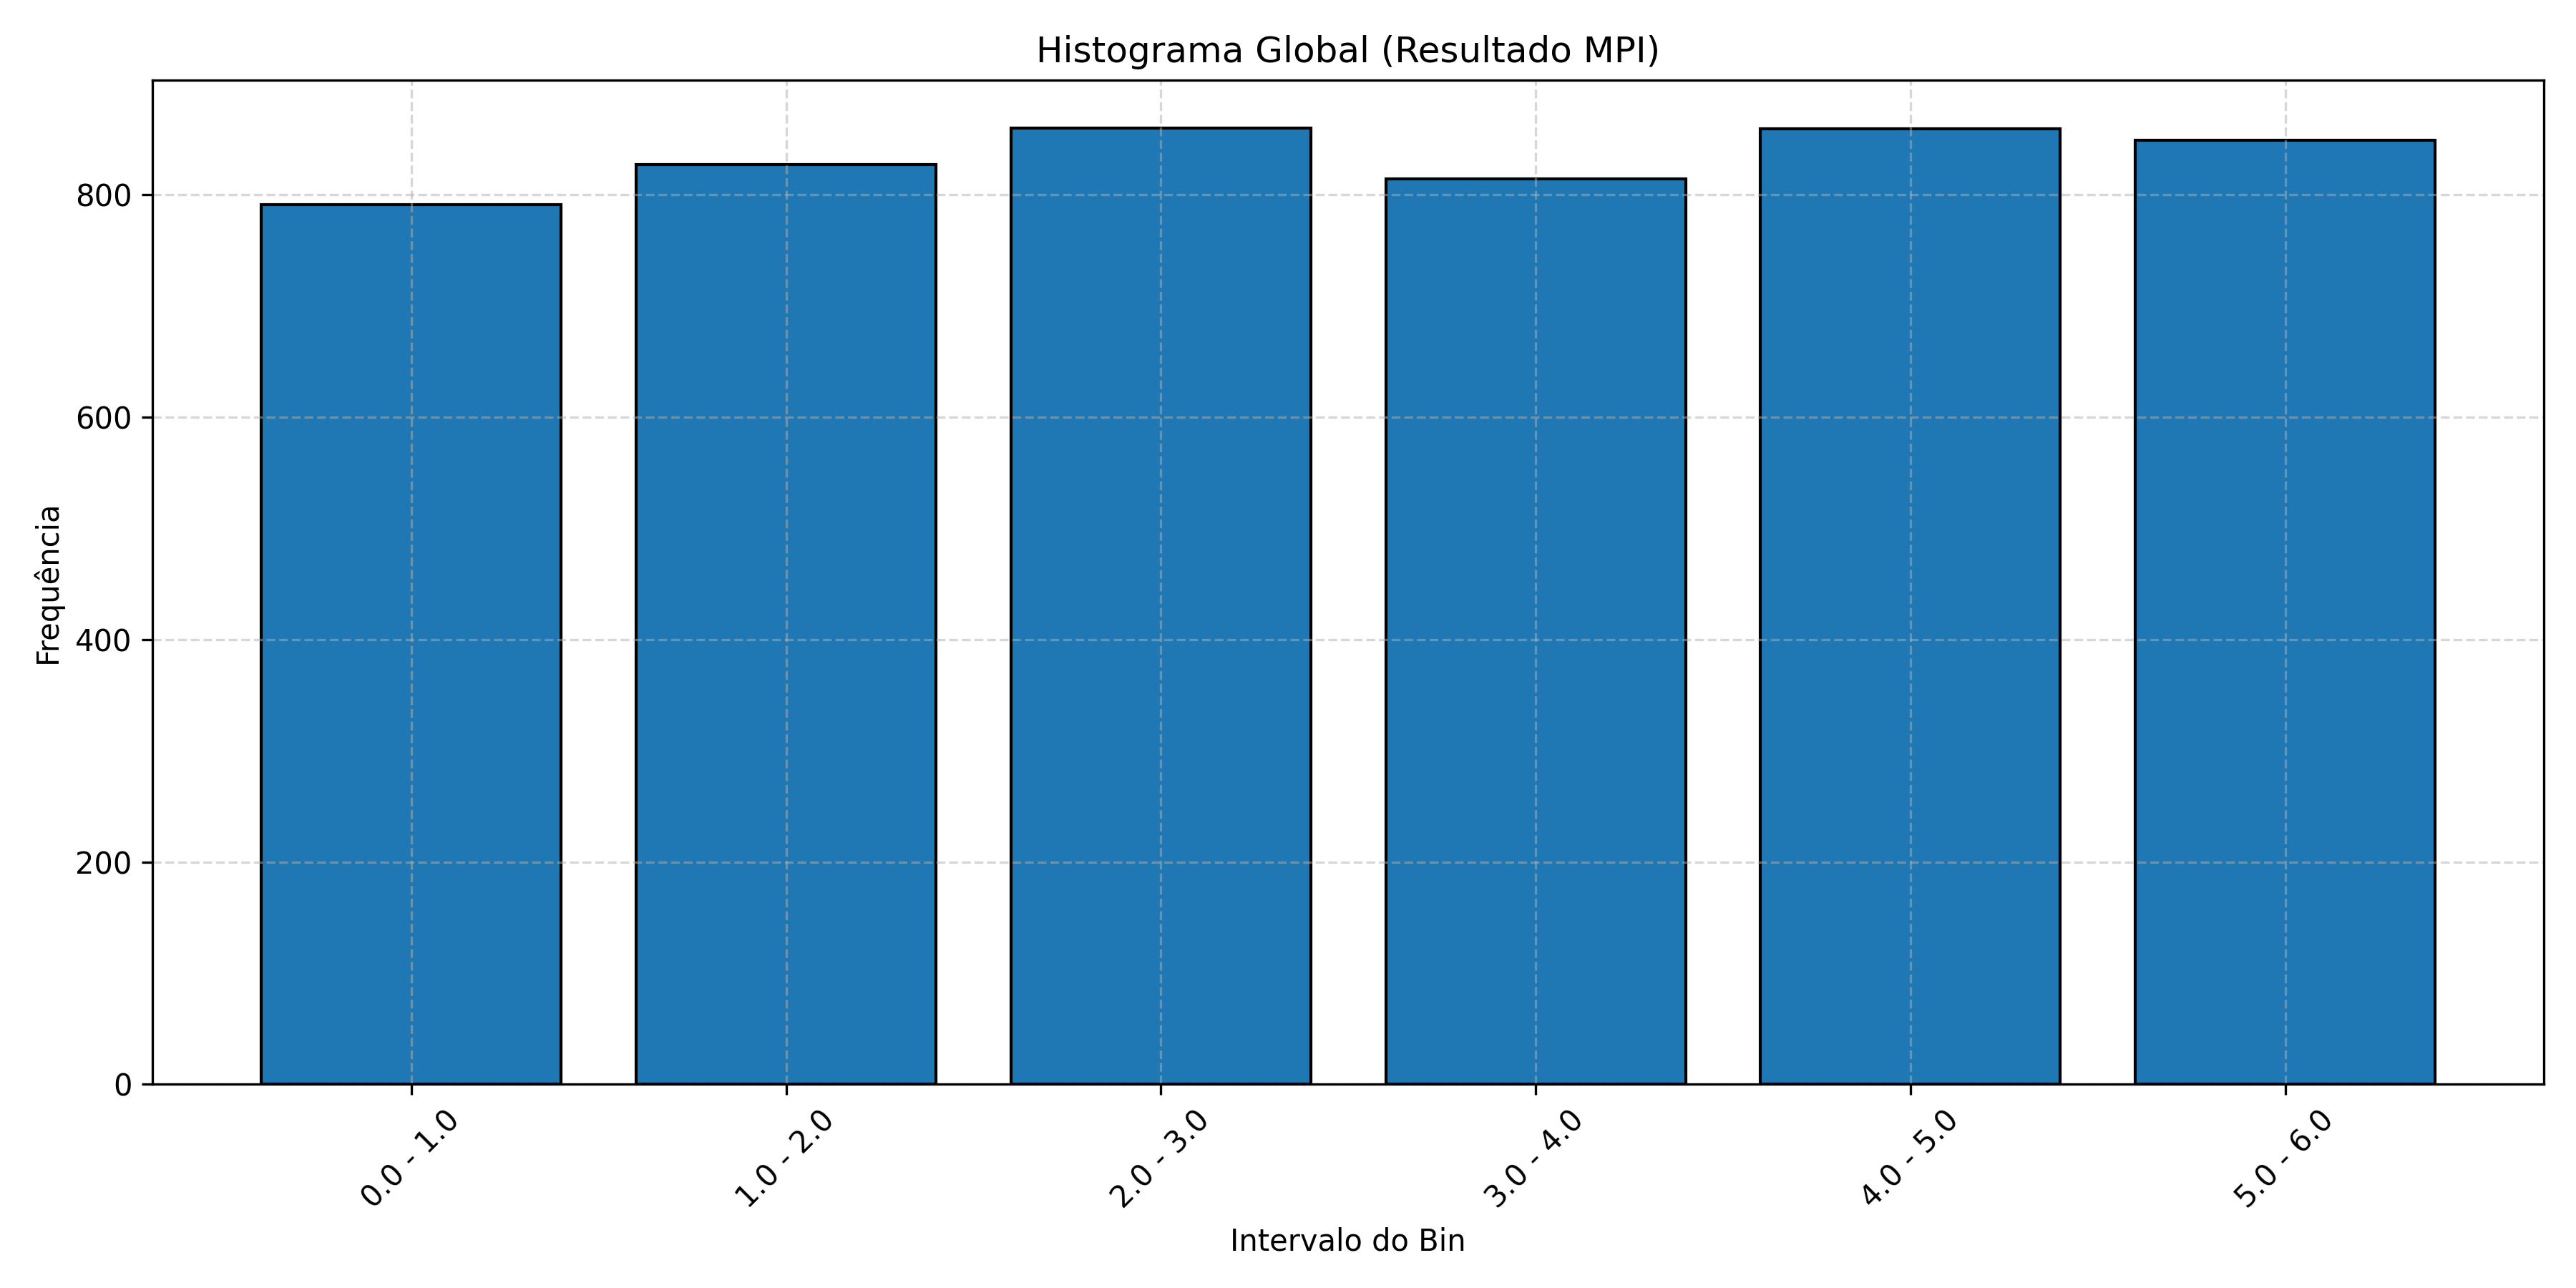 Histograma Global (Resultado MPI)
Frequência
800
600
400
200
0
0.0 - 1.0
1.0 - 2.0
2.0 - 3.0
3.0 - 4.0
4.0 - 5.0
5.0 - 6.0
Intervalo do Bin